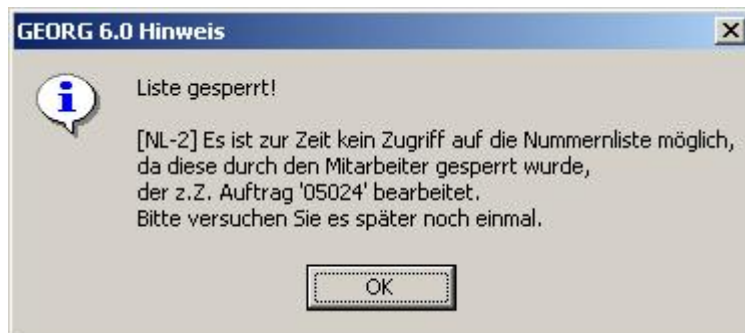 GEORG 6.0 Hinweis
Liste gesperrt!
[NL-2] Es ist zur Zeit kein Zugriff auf die Nummernliste möglich,
da diese durch den Mitarbeiter gesperrt wurde,
der z.Z. Auftrag '05024' bearbeitet.
Bitte versuchen Sie es später noch einmal.
OK